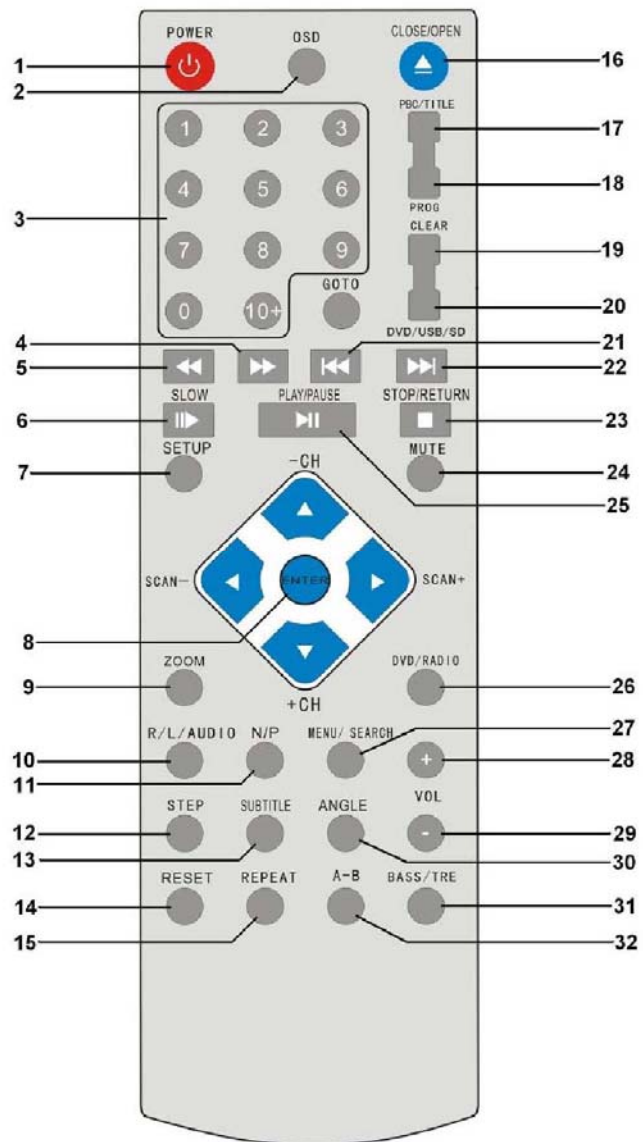 POWER OSD CLOSE/OPEN
1 16
2
PBC/TITLE
1 2 3 17
4 5 6 18
3 PROG
CLEAR
7 8 9 19
GOTO
0 10+ 20
DVD/USB/SD
4 21
5 22
SLOW PLAY/PAUSE STOP/RETURN
6 23
SETUP MUTE
7 24
-CH 25
SCAN- ENTER SCAN+
8
ZOOM DVD/RADIO
9 26
+CH
R/L/AUDIO N/P MENU/ SEARCH 27
10 + 28
11
STEP SUBTITLE ANGLE VOL
12 - 29
13 30
RESET REPEAT A-B BASS/TRE
14 31
15 32